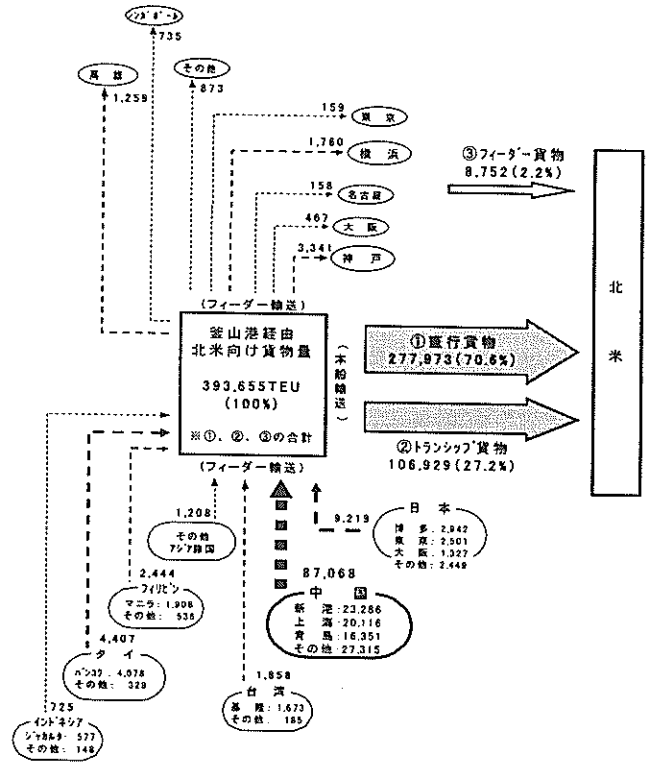 シンガポール
735
高雄
1,259
その他
873
159
東京
1,760
横浜
158
名古屋
467
大阪
3,341
神戸
③フィーダー貨物
8,752(2.2%)
北米
(フィーダー輸送)
釜山港経由
北米向け貨物量
393,655TEU
(100%)
※①、②、③の合計
(本船輸送)
①直行貨物
277,973(70.6%)
②トランシップ貨物
106,929(27.2%)
(フィーダー輸送)
1,208
その他
アジア諸国
9,219
日本
博多:2,942
東京:2,501
大阪:1,327
その他:2,449
87,068
中国
新港:23,286
上海:20,116
青島:16,351
その他:27,315
2,444
フィリピン
マニラ:1,908
その他:536
4,407
タイ
バンコク:4,078
その他:329
1,858
台湾
基隆:1,673
その他:185
725
インドネシア
ジャカルタ:577
その他:148